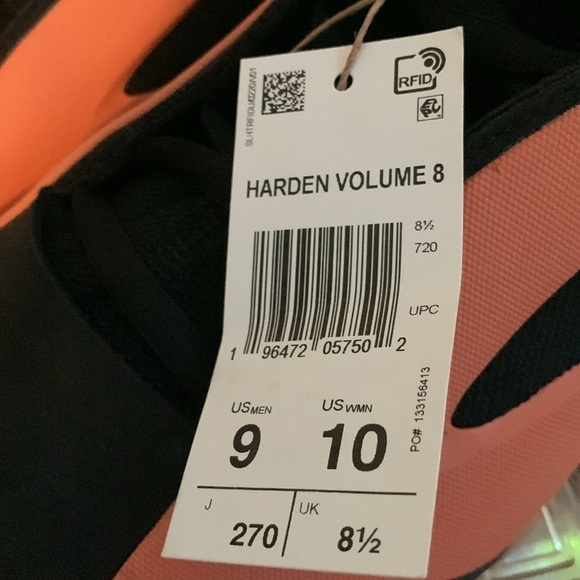 RFID
HARDEN VOLUME 8
8½
720
UPC
1 96472 05750 2
PO# 133156413
US MEN
9
US WMN
10
J
270
UK
8½